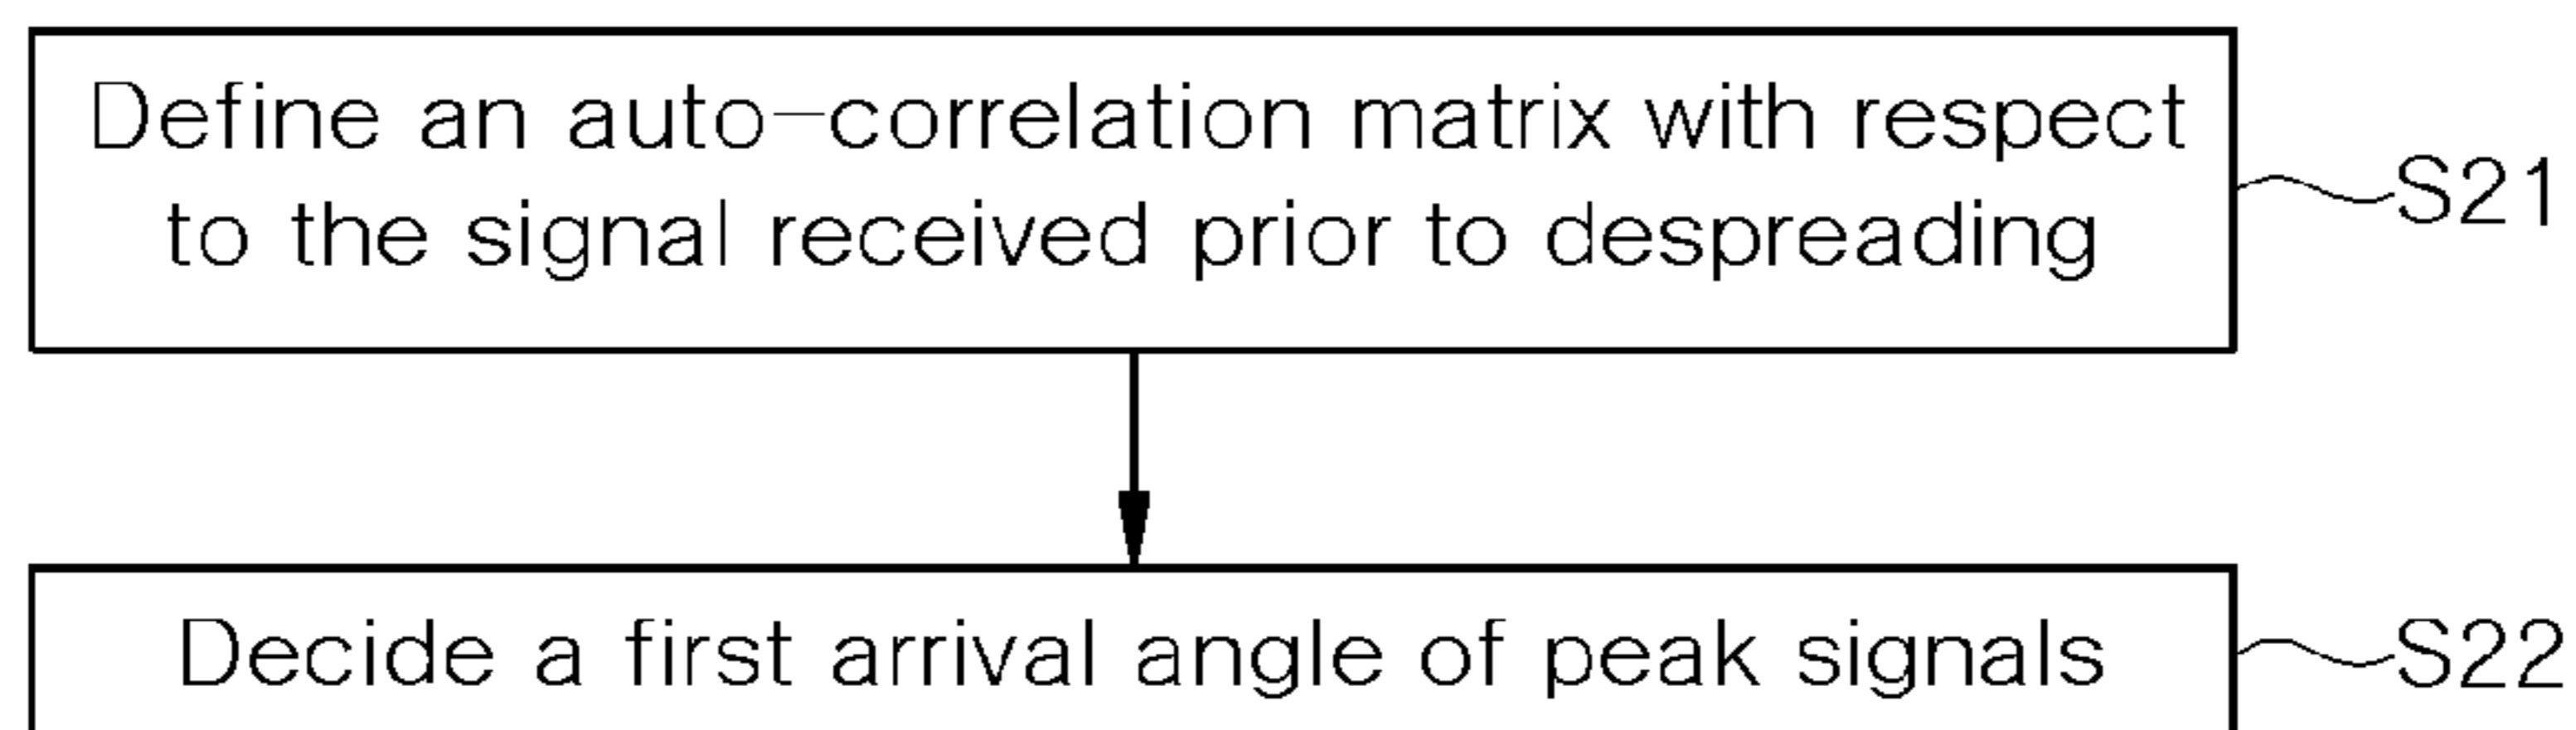 Define an auto-correlation matrix with respect
to the signal received prior to despreading
S21
Decide a first arrival angle of peak signals
S22